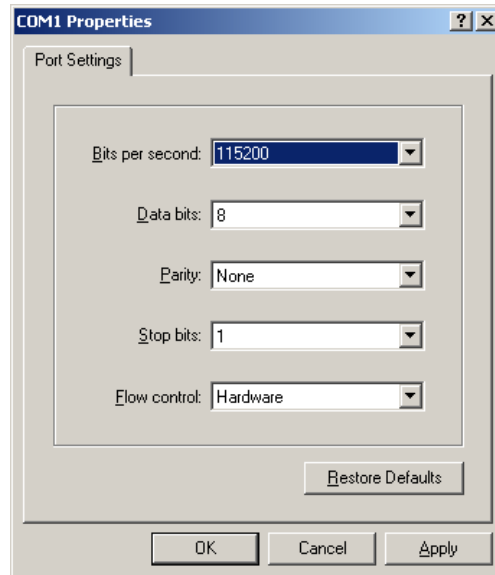 COM1 Properties
Port Settings
Bits per second: 115200
Data bits: 8
Parity: None
Stop bits: 1
Flow control: Hardware
Restore Defaults
OK Cancel Apply